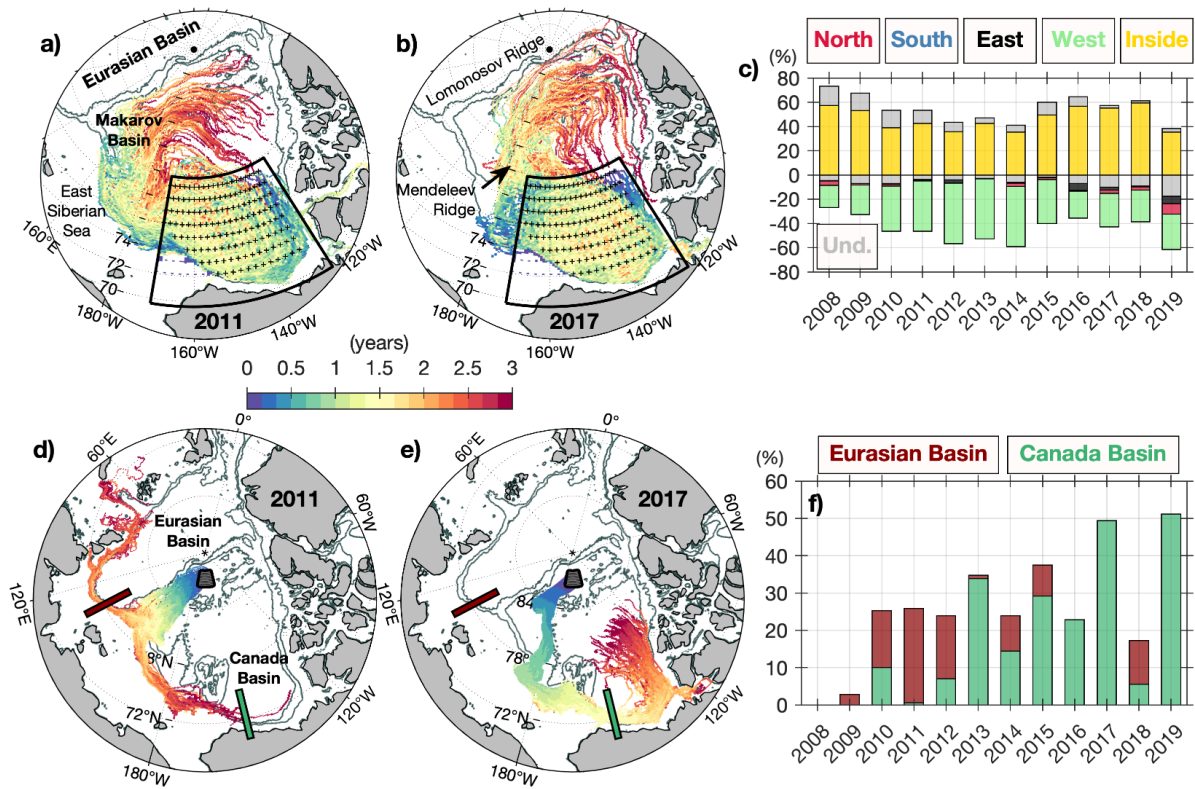 a)
Eurasian Basin
Makarov
Basin
East
Siberian
Sea
160°E
74
72
70
180°W
160°W
140°W
120°W
2011
b)
Lomonosov Ridge
Mendeleev
Ridge
74
72
70
180°W
160°W
140°W
120°W
2017
North
South
East
West
Inside
(%)
c)
80
60
40
20
0
-20
-40
-60
-80
Und.
2008
2009
2010
2011
2012
2013
2014
2015
2016
2017
2018
2019
(years)
0
0.5
1
1.5
2
2.5
3
d)
0°
60°E
2011
60°W
Eurasian
Basin
120°E
8°N
Canada
Basin
72°N
120°W
180°W
e)
0°
60°E
2017
60°W
120°E
84
78°
72°N
120°W
180°W
Eurasian Basin
Canada Basin
(%)
f)
60
50
40
30
20
10
0
2008
2009
2010
2011
2012
2013
2014
2015
2016
2017
2018
2019